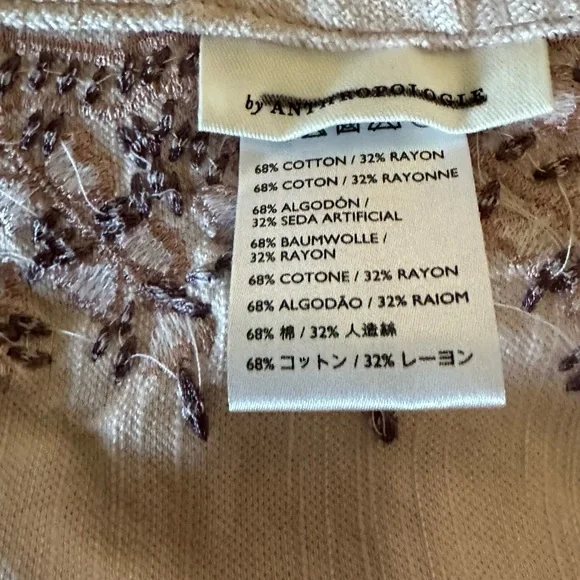 by ANTHROPOLOGIE
68% COTTON / 32% RAYON
68% COTON / 32% RAYONNE
68% ALGODÓN /
32% SEDA ARTIFICIAL
68% BAUMWOLLE /
32% RAYON
68% COTONE / 32% RAYON
68% ALGODÃO / 32% RAIOM
68% 棉 / 32% 人造絲
68% コットン / 32% レーヨン